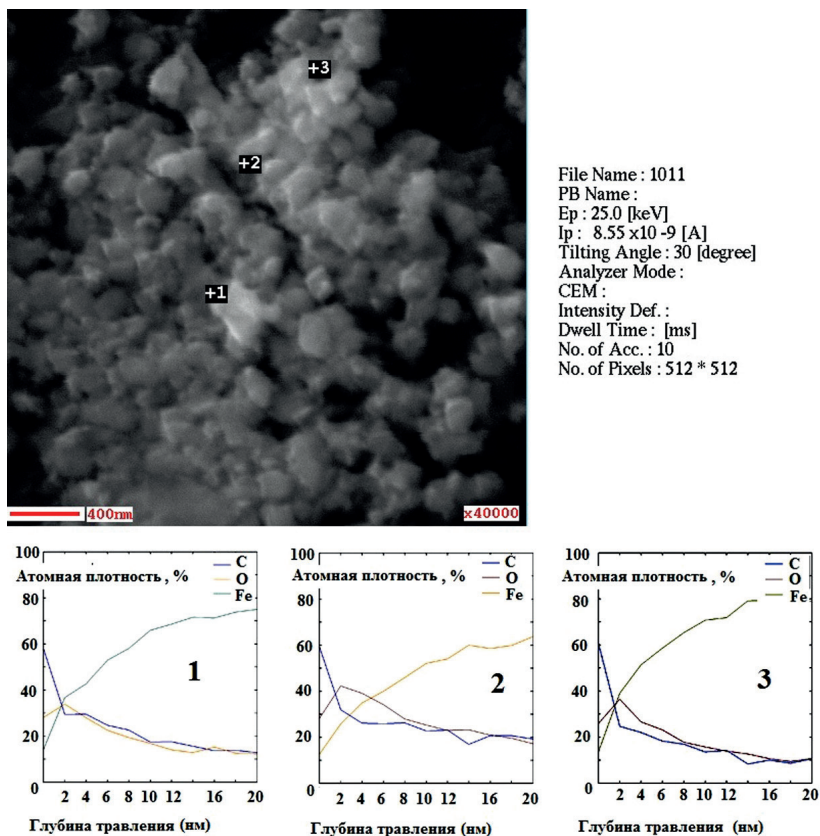 +3
+2
+1
400nm
x40000
File Name : 1011
PB Name :
Ep : 25.0 [keV]
Ip : 8.55 x10 -9 [A]
Tilting Angle : 30 [degree]
Analyzer Mode :
CEM :
Intensity Def. :
Dwell Time : [ms]
No. of Acc. : 10
No. of Pixels : 512 * 512
100
Атомная плотность , %
C
O
Fe
80
60
40
20
0
1
2 4 6 8 10 12 14 16 18 20
Глубина травления (нм)
100
Атомная плотность , %
C
O
Fe
80
60
40
20
0
2
2 4 6 8 10 12 14 16 18 20
Глубина травления (нм)
100
Атомная плотность , %
C
O
Fe
80
60
40
20
0
3
2 4 6 8 10 12 14 16 18 20
Глубина травления (нм)